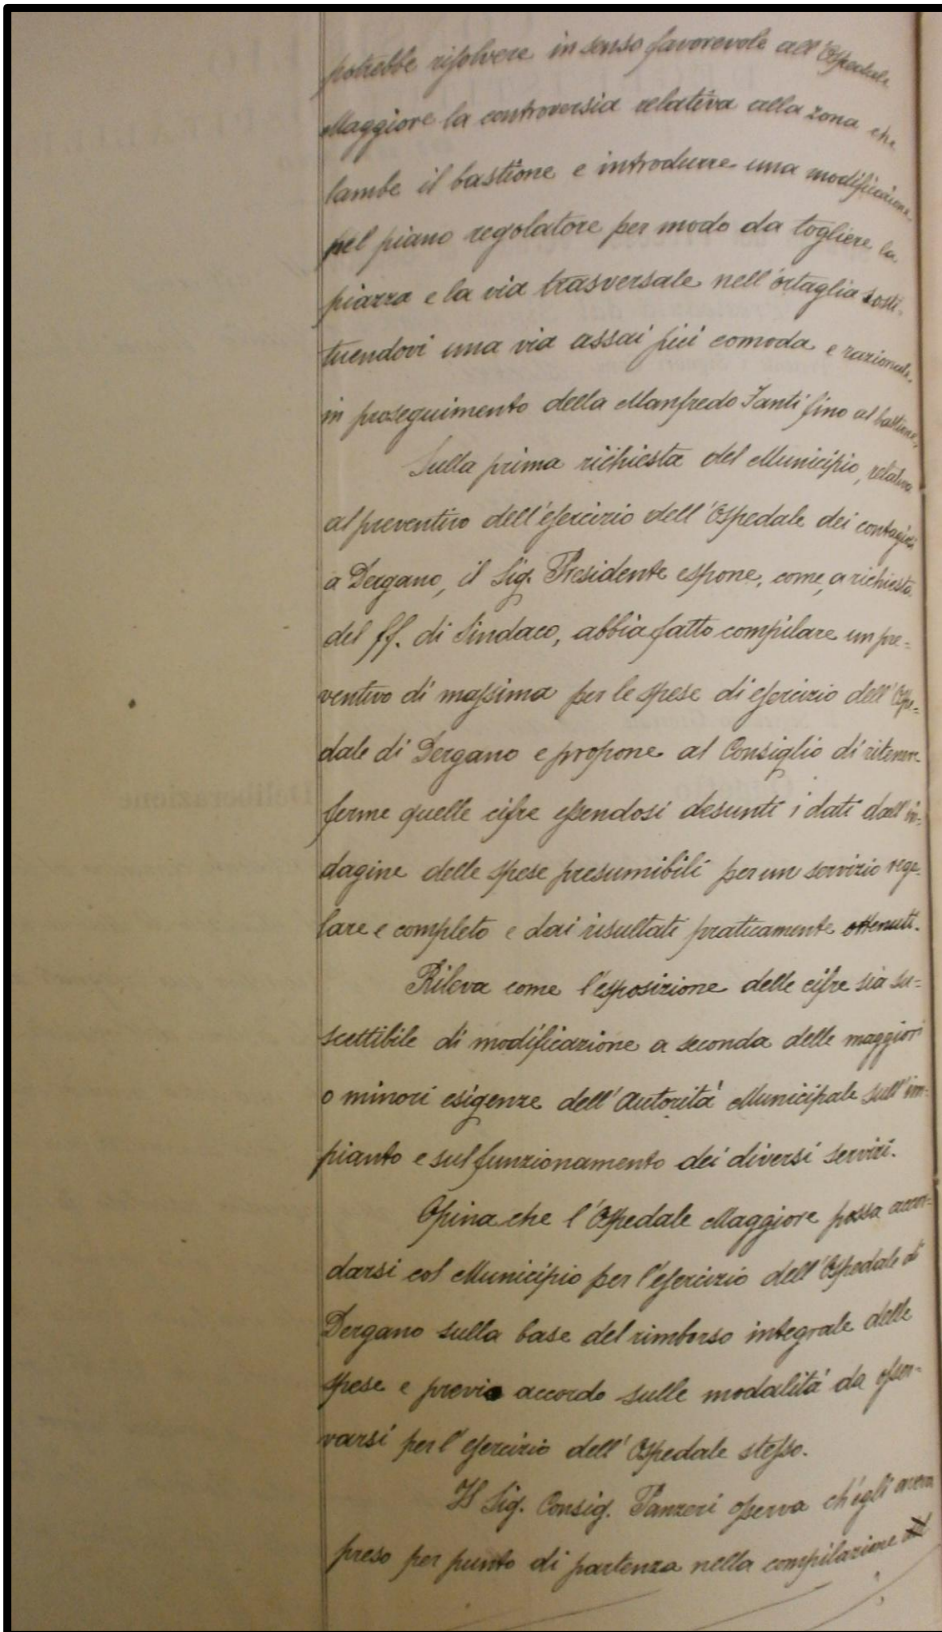 potrebbe risolvere in senso favorevole all'Ospedale
Maggiore la controversia relativa alla zona che
lambe il bastione e introdurre una modificazione
nel piano regolatore per modo da togliere la
piazza e la via trasversale nell'ortaglia sosti-
tuendovi una via assai più comoda e razionale
in proseguimento della Manfredo Fanti fino al bastione.
Sulla prima richiesta del Municipio, relativa
al preventivo dell'esercizio dell'Ospedale dei contagiosi
a Dergano, il Sig. Presidente espone, come, a richiesta
del ff. di Sindaco, abbia fatto compilare un pre=
ventivo di massima per le spese di esercizio dell'Ospe=
dale di Dergano e propone al Consiglio di ritenere
ferme quelle cifre essendosi desunti i dati dall'in=
dagine delle spese presumibili per un servizio rego-
lare e completo e dai risultati praticamente ottenuti.
Rileva come l'esposizione delle cifre sia su=
scettibile di modificazione a seconda delle maggiori
o minori esigenze dell'Autorità Municipale sull'im=
pianto e sul funzionamento dei diversi servizi.
Opina che l'Ospedale Maggiore possa accor=
darsi col Municipio per l'esercizio dell'Ospedale di
Dergano sulla base del rimborso integrale delle
spese e previo accordo sulle modalità da osser=
varsi per l'esercizio dell'Ospedale stesso.
Il Sig. Consig. Panzeri osserva ch'egli aveva
preso per punto di partenza nella compilazione
Deliberazione